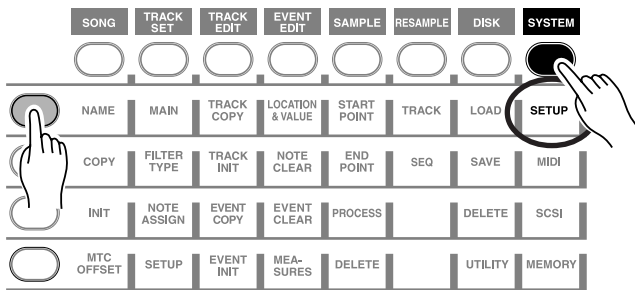 SONG TRACK SET TRACK EDIT EVENT EDIT SAMPLE RESAMPLE DISK SYSTEM
NAME MAIN TRACK COPY LOCATION & VALUE START POINT TRACK LOAD SETUP
COPY FILTER TYPE TRACK INIT NOTE CLEAR END POINT SEQ SAVE MIDI
INIT NOTE ASSIGN EVENT COPY EVENT CLEAR PROCESS DELETE SCSI
MTC OFFSET SETUP EVENT INIT MEA-SURES DELETE UTILITY MEMORY